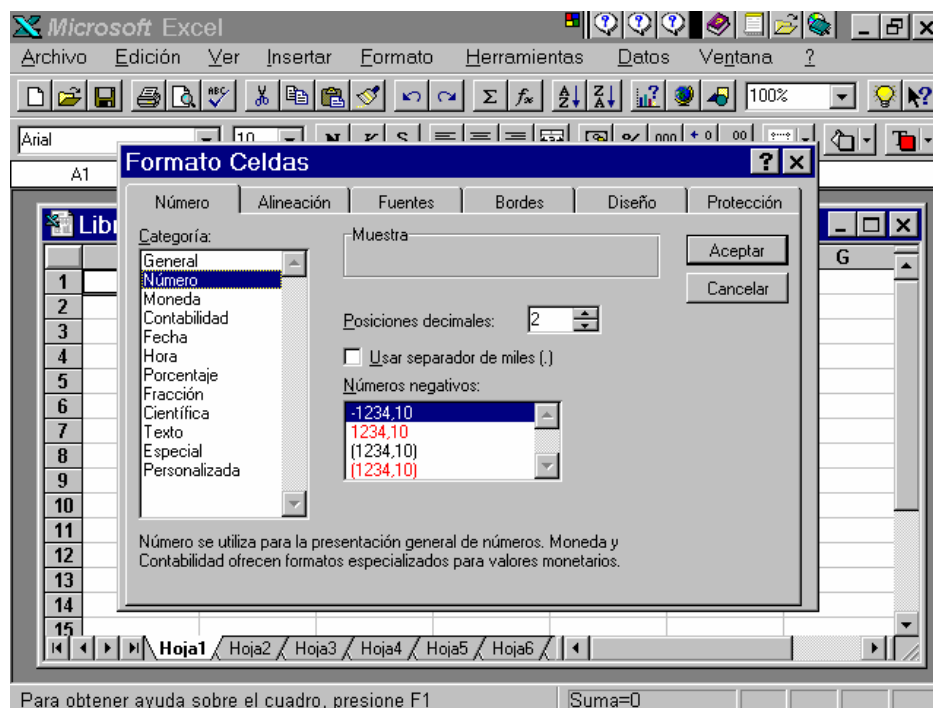 Microsoft Excel
Archivo Edición Ver Insertar Formato Herramientas Datos Ventana ?
ABC Σ fx A Z Z A 100%
Arial 10 N K S % 000
A1
Formato Celdas
Número Alineación Fuentes Bordes Diseño Protección
Libr
Categoría:
Muestra
Aceptar
Cancelar
General
Número
Moneda
Contabilidad
Fecha
Hora
Porcentaje
Fracción
Científica
Texto
Especial
Personalizada
Posiciones decimales: 2
Usar separador de miles (.)
Números negativos:
-1234,10
1234,10
(1234,10)
(1234,10)
Número se utiliza para la presentación general de números. Moneda y
Contabilidad ofrecen formatos especializados para valores monetarios.
G
1
2
3
4
5
6
7
8
9
10
11
12
13
14
15
Hoja1 Hoja2 Hoja3 Hoja4 Hoja5 Hoja6
Para obtener ayuda sobre el cuadro, presione F1 Suma=0